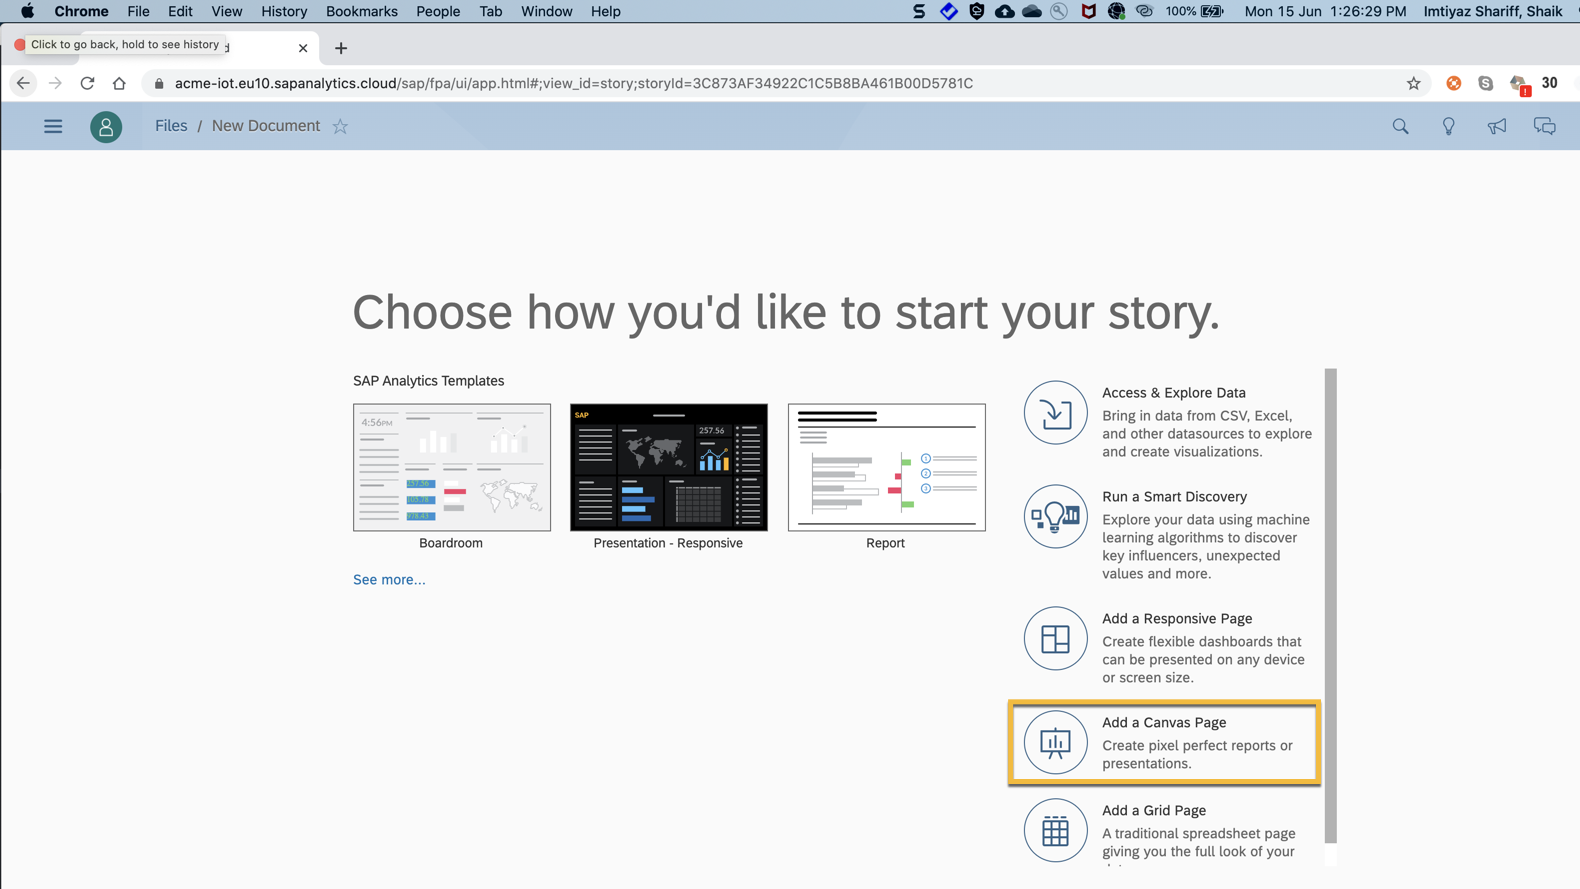 Chrome File Edit View History Bookmarks People Tab Window Help 100% Mon 15 Jun 1:26:29 PM Imtiyaz Shariff, Shaik
Click to go back, hold to see history
acme-iot.eu10.sapanalytics.cloud/sap/fpa/ui/app.html#;view_id=story;storyId=3C873AF34922C1C5B8BA461B00D5781C 30
Files / New Document
Choose how you'd like to start your story.
SAP Analytics Templates
4:56PM
SAP
257.56
1
2
3
Boardroom
Presentation - Responsive
Report
See more...
Access & Explore Data
Bring in data from CSV, Excel,
and other datasources to explore
and create visualizations.
Run a Smart Discovery
Explore your data using machine
learning algorithms to discover
key influencers, unexpected
values and more.
Add a Responsive Page
Create flexible dashboards that
can be presented on any device
or screen size.
Add a Canvas Page
Create pixel perfect reports or
presentations.
Add a Grid Page
A traditional spreadsheet page
giving you the full look of your